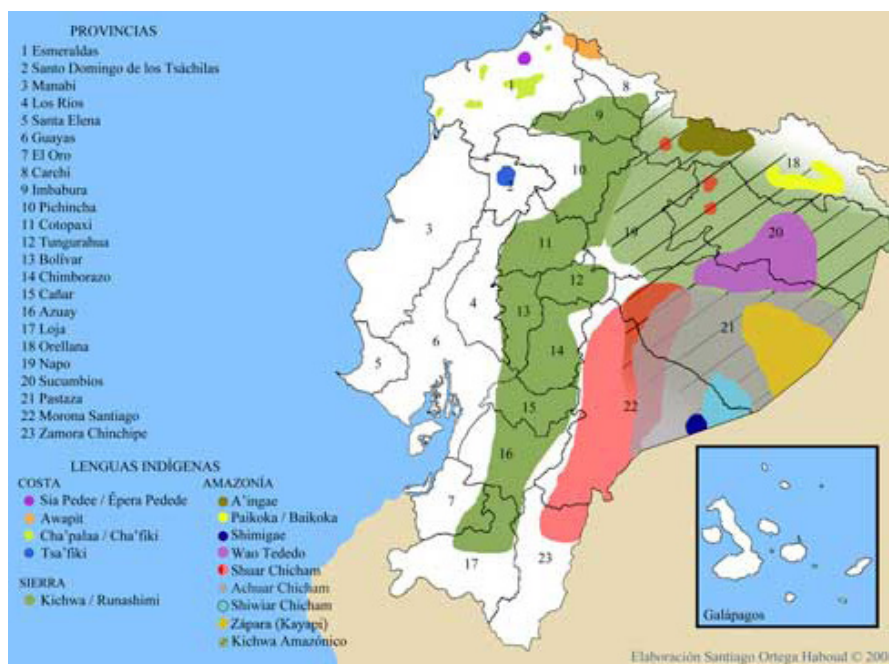 PROVINCIAS
1 Esmeraldas
2 Santo Domingo de los Tsáchilas
3 Manabí
4 Los Ríos
5 Santa Elena
6 Guayas
7 El Oro
8 Carchi
9 Imbabura
10 Pichincha
11 Cotopaxi
12 Tungurahua
13 Bolívar
14 Chimborazo
15 Cañar
16 Azuay
17 Loja
18 Orellana
19 Napo
20 Sucumbios
21 Pastaza
22 Morona Santiago
23 Zamora Chinchipe
LENGUAS INDÍGENAS
COSTA
Sia Pedee / Êpera Pedede
Awapit
Cha'palaa / Cha'fiki
Tsa'fiki
SIERRA
Kichwa / Runashimi
AMAZONÍA
A'ingae
Paikoka / Baikoka
Shimigae
Wao Tededo
Shuar Chicham
Achuar Chicham
Shiwiar Chicham
Zápara (Kayapi)
Kichwa Amazónico
1
8
9
10
18
2
3
11
19
20
12
4
13
21
6
14
5
15
22
16
7
17
23
Galápagos
Elaboración Santiago Ortega Haboud ©